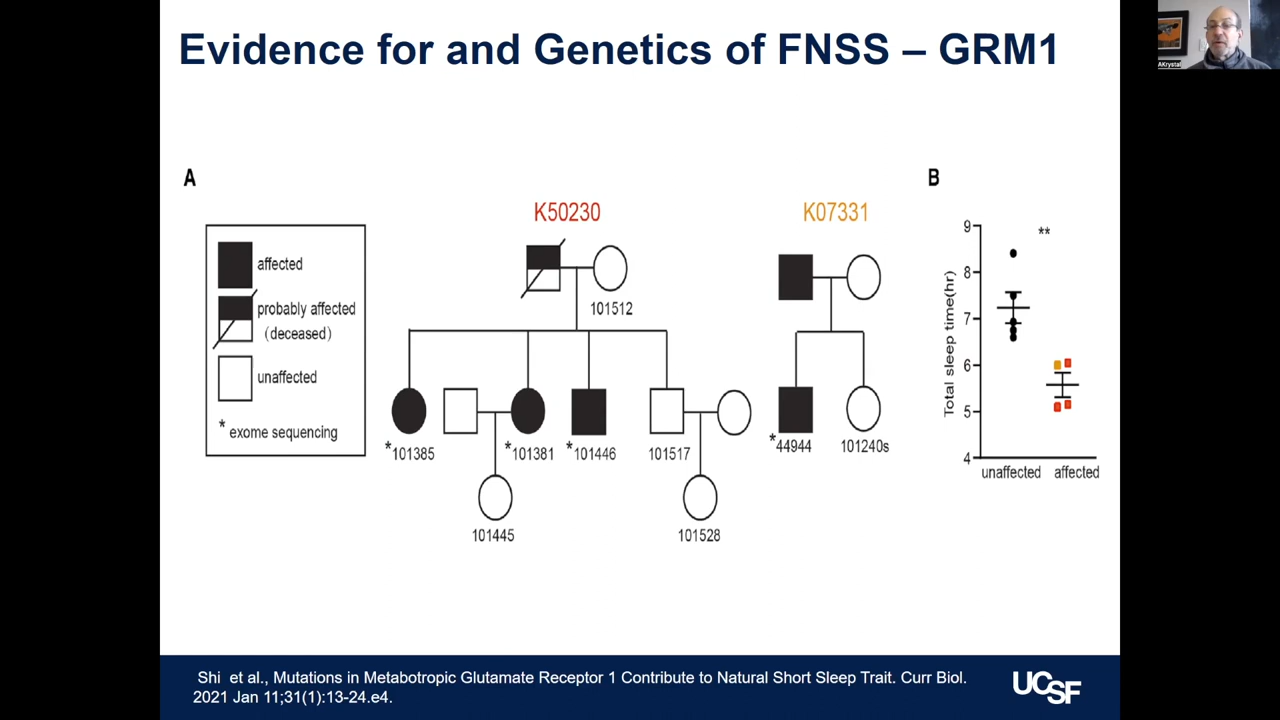 Evidence for and Genetics of FNSS – GRM1
AKrystal
A
B
affected
probably affected
(deceased)
unaffected
* exome sequencing
K50230
101512
*101385
*101381
*101446
101517
101445
101528
K07331
*44944
101240s
**
Total sleep time(hr)
9
8
7
6
5
4
unaffected affected
Shi et al., Mutations in Metabotropic Glutamate Receptor 1 Contribute to Natural Short Sleep Trait. Curr Biol.
2021 Jan 11;31(1):13-24.e4.
UCSF